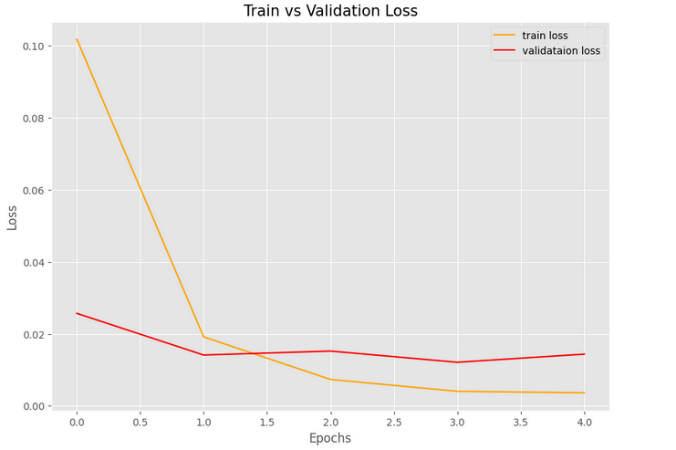 Train vs Validation Loss
train loss
validataion loss
0.10
0.08
0.06
0.04
0.02
0.00
Loss
0.0 0.5 1.0 1.5 2.0 2.5 3.0 3.5 4.0
Epochs